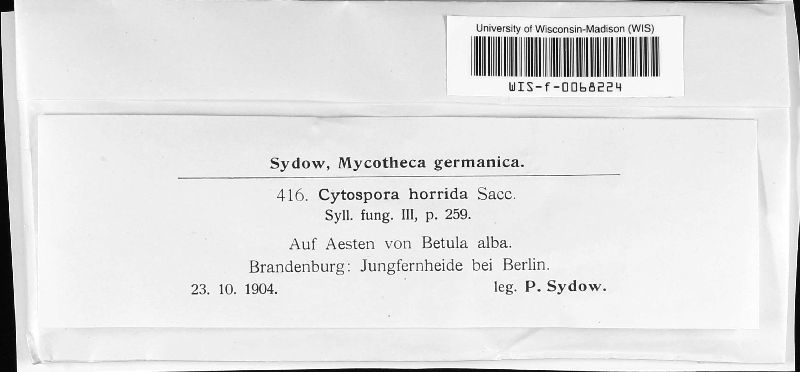 University of Wisconsin-Madison (WIS)
WIS-f-0068224
Sydow, Mycotheca germanica.
416. Cytospora horrida Sacc.
Syll. fung. III, p. 259.
Auf Aesten von Betula alba.
Brandenburg: Jungfernheide bei Berlin.
23. 10. 1904. leg. P. Sydow.